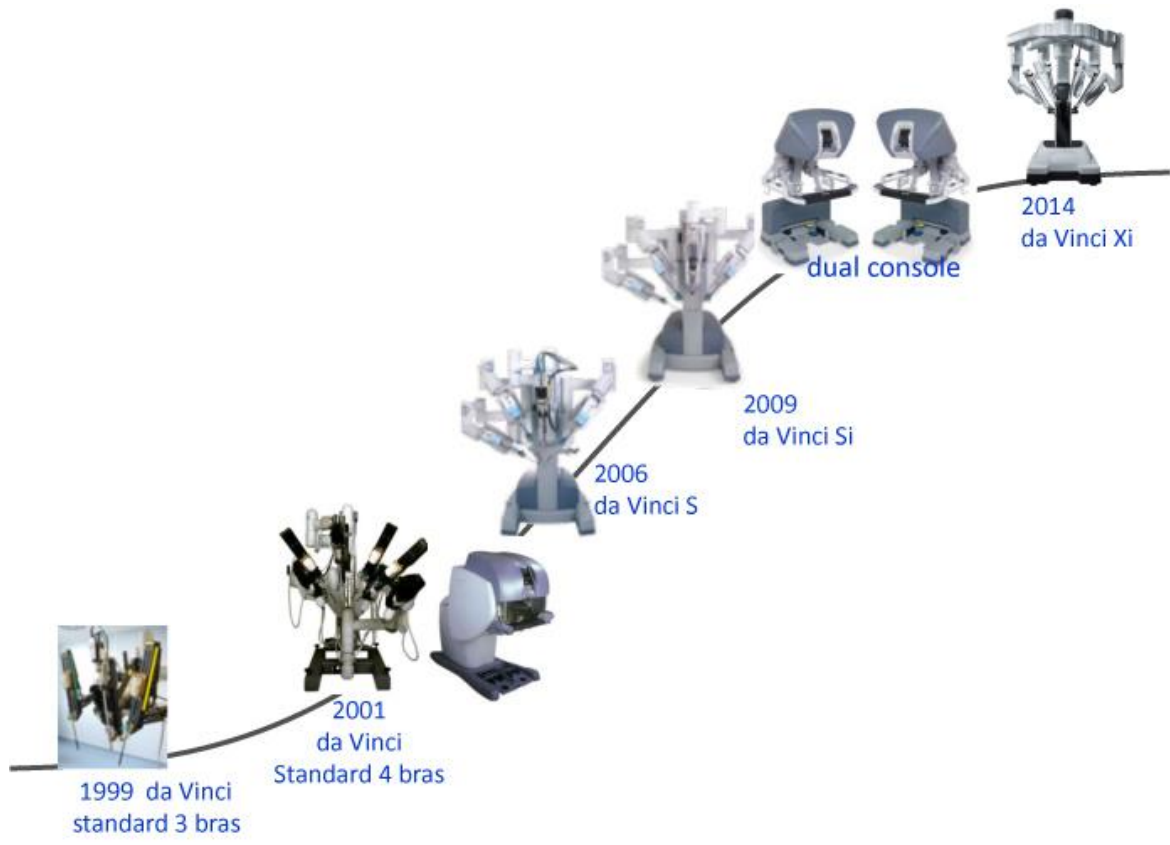 1999 da Vinci
standard 3 bras
2001
da Vinci
Standard 4 bras
2006
da Vinci S
2009
da Vinci Si
dual console
2014
da Vinci Xi